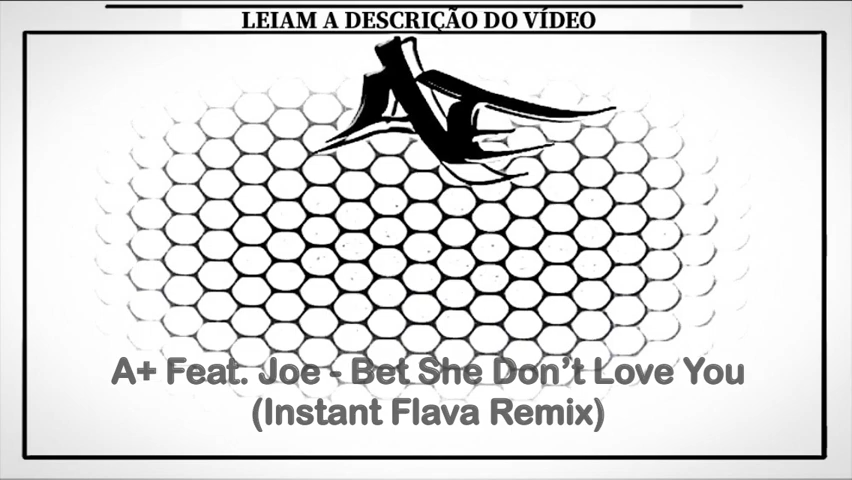 LEIAM A DESCRIÇÃO DO VÍDEO
A+ Feat. Joe - Bet She Don’t Love You
(Instant Flava Remix)